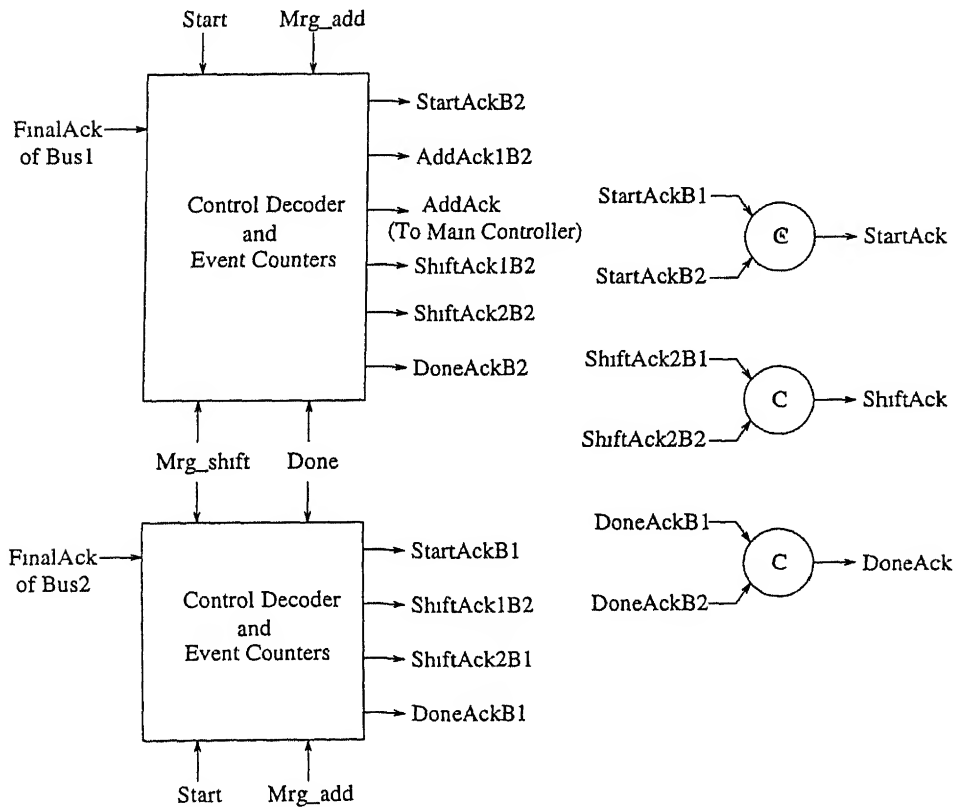 Start
Mrg_add
FinalAck
of Bus1
Control Decoder
and
Event Counters
StartAckB2
AddAck1B2
AddAck
(To Main Controller)
ShiftAck1B2
ShiftAck2B2
DoneAckB2
StartAckB1
StartAckB2
C
StartAck
ShiftAck2B1
ShiftAck2B2
C
ShiftAck
Mrg_shift
Done
FinalAck
of Bus2
Control Decoder
and
Event Counters
StartAckB1
ShiftAck1B2
ShiftAck2B1
DoneAckB1
DoneAckB1
DoneAckB2
C
DoneAck
Start
Mrg_add